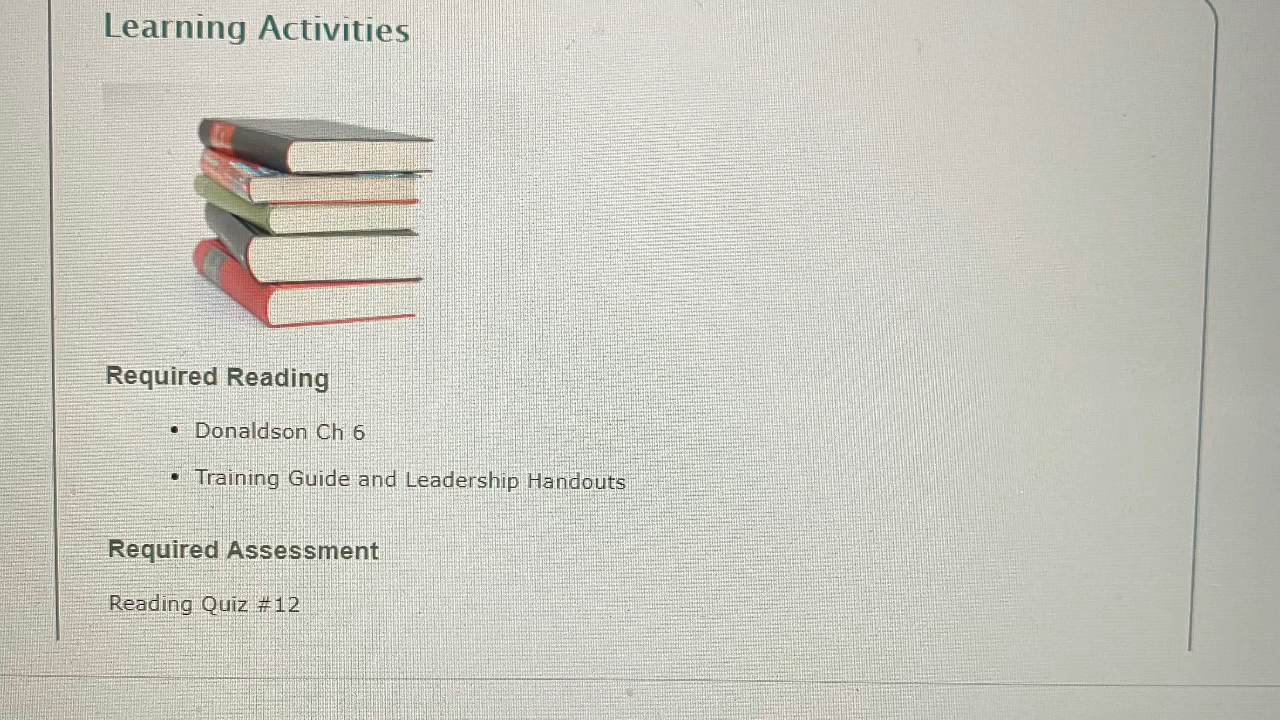 Learning Activities
Required Reading
• Donaldson Ch 6
• Training Guide and Leadership Handouts
Required Assessment
Reading Quiz #12